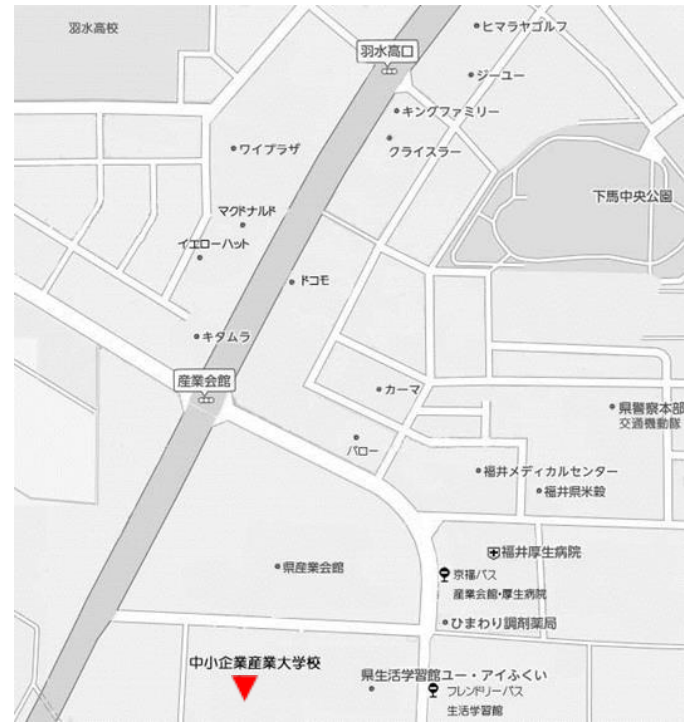 羽水高校
ヒマラヤゴルフ
羽水高口
ジーユー
キングファミリー
クライスラー
ワイプラザ
下馬中央公園
マクドナルド
イエローハット
ドコモ
キタムラ
産業会館
カーマ
県警察本部
交通機動隊
バロー
福井メディカルセンター
福井県米穀
福井厚生病院
県産業会館
京福バス
産業会館・厚生病院
ひまわり調剤薬局
中小企業産業大学校
県生活学習館ユー・アイふくい
フレンドリーバス
生活学習館